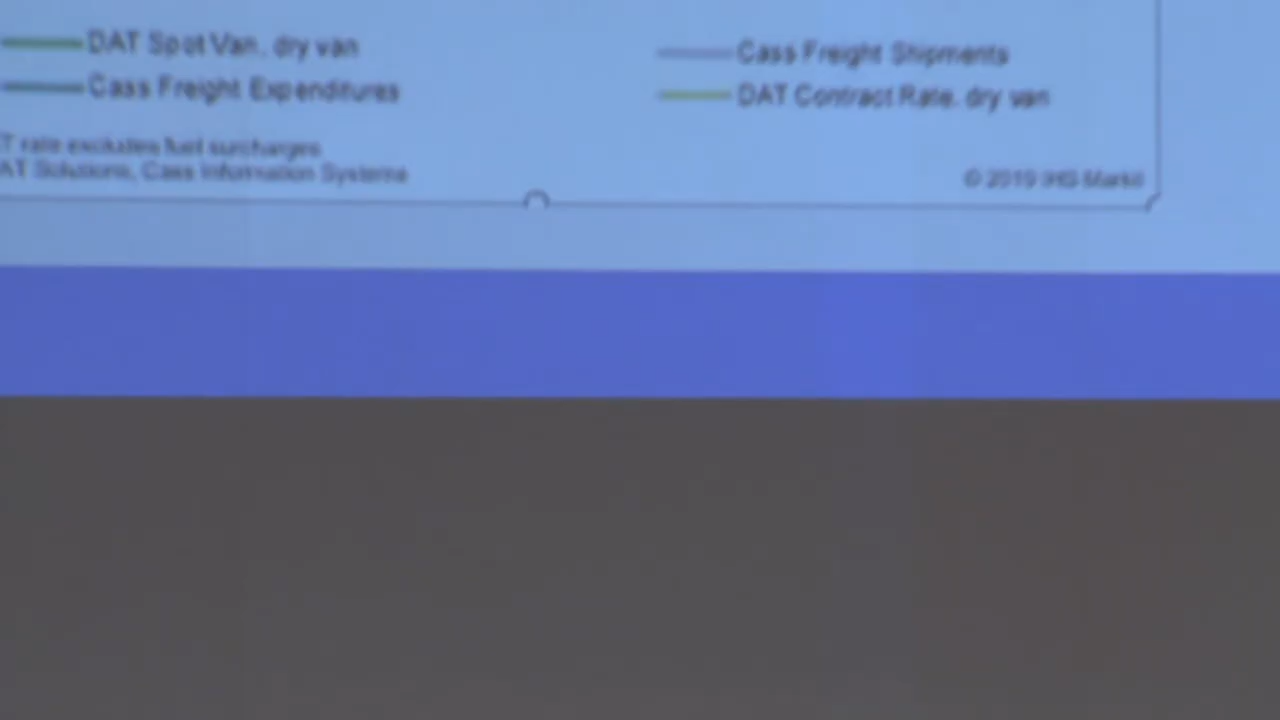 DAT Spot Van, dry van
Cass Freight Shipments
Cass Freight Expenditures
DAT Contract Rate, dry van
T rate excludes fuel surcharges
AT Solutions, Cass Information Systems
© 2019 IHS Markit